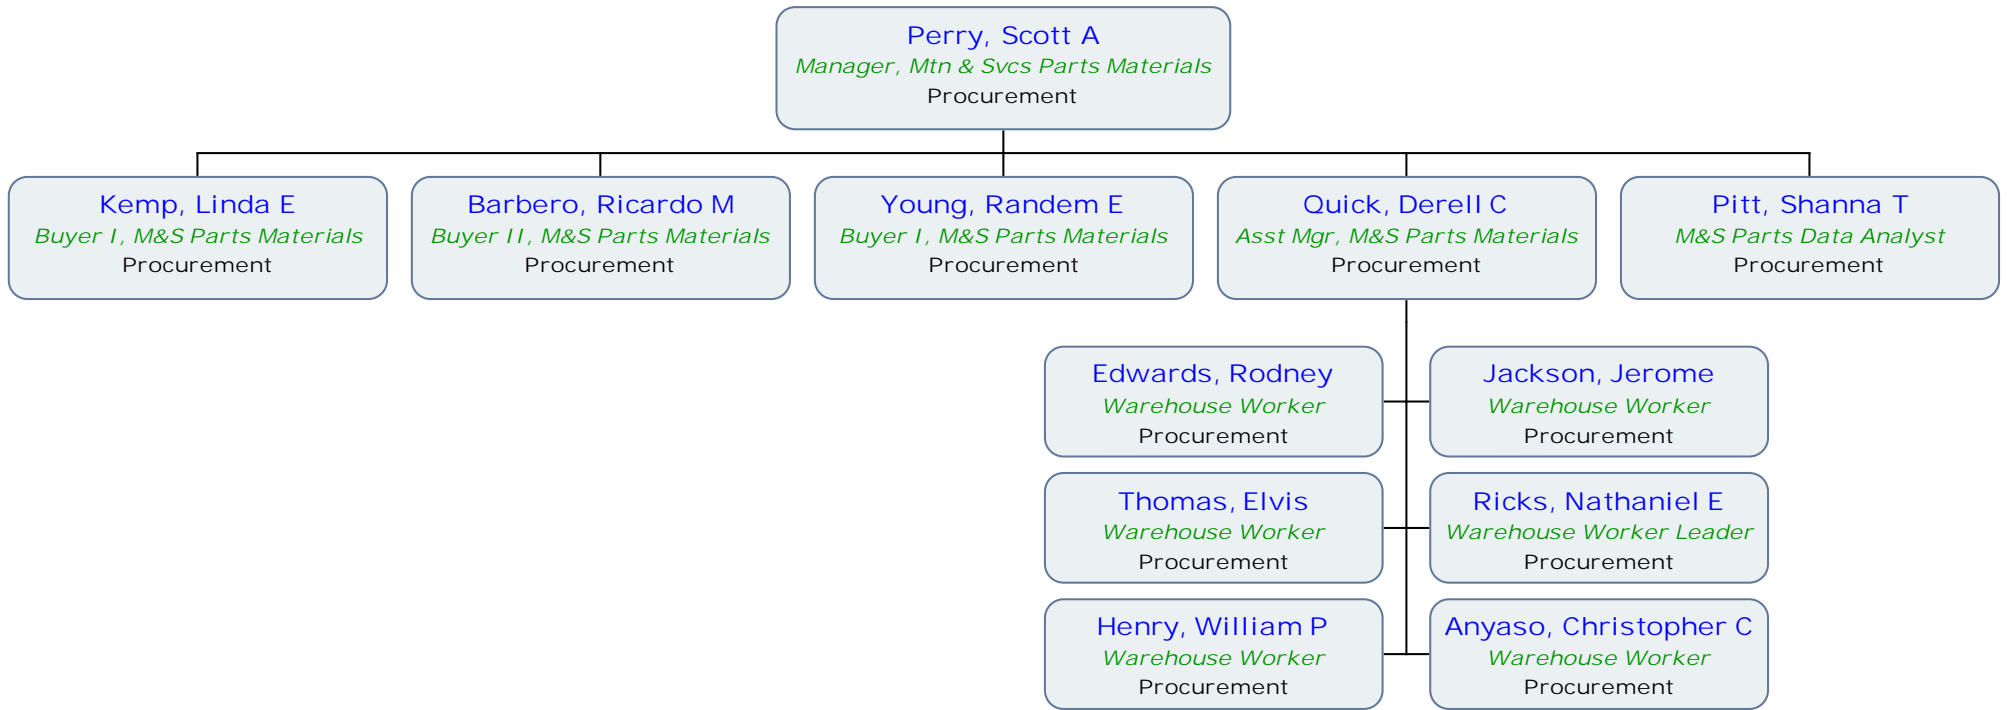 Perry, Scott A
Manager, Mtn & Svcs Parts Materials
Procurement
Kemp, Linda E
Buyer I, M&S Parts Materials
Procurement
Barbero, Ricardo M
Buyer II, M&S Parts Materials
Procurement
Young, Randem E
Buyer I, M&S Parts Materials
Procurement
Quick, Derell C
Asst Mgr, M&S Parts Materials
Procurement
Pitt, Shanna T
M&S Parts Data Analyst
Procurement
Edwards, Rodney
Warehouse Worker
Procurement
Jackson, Jerome
Warehouse Worker
Procurement
Thomas, Elvis
Warehouse Worker
Procurement
Ricks, Nathaniel E
Warehouse Worker Leader
Procurement
Henry, William P
Warehouse Worker
Procurement
Anyaso, Christopher C
Warehouse Worker
Procurement